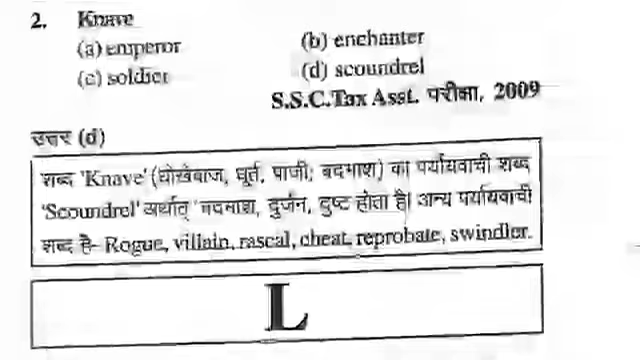 2. Knave
(a) emperor (b) enchanter
(c) soldier (d) scoundrel
S.S.C.Tax Asst. परीक्षा, 2009
उत्तर (d)
शब्द 'Knave' (धोखेबाज, धूर्त, पाजी; बदमाश) का पर्यायवाची शब्द
'Scoundrel' अर्थात् बदमाश, दुर्जन, दुष्ट होता है। अन्य पर्यायवाची
शब्द है– Rogue, villain, rascal, cheat, reprobate, swindler.
L